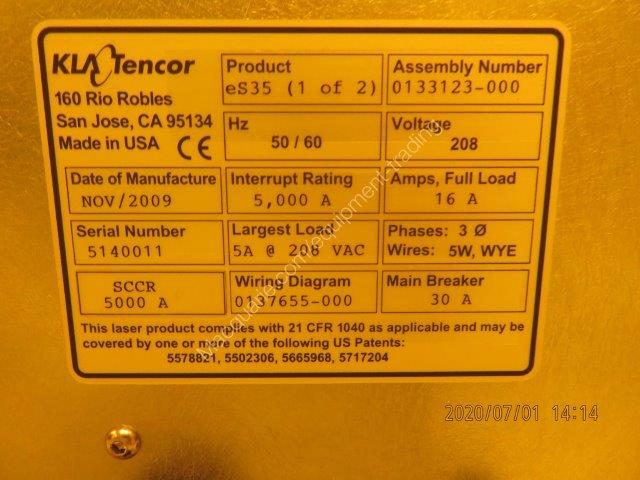 KLA Tencor
160 Rio Robles
San Jose, CA 95134
Made in USA CE
Product
eS35 (1 of 2)
Assembly Number
0133123-000
Hz
50 / 60
Voltage
208
Date of Manufacture
NOV/2009
Interrupt Rating
5,000 A
Amps, Full Load
16 A
Serial Number
5140011
Largest Load
5A @ 208 VAC
Phases: 3 Ø
Wires: 5W, WYE
SCCR
5000 A
Wiring Diagram
0137655-000
Main Breaker
30 A
This laser product complies with 21 CFR 1040 as applicable and may be
covered by one or more of the following US Patents:
5578821, 5502306, 5665968, 5717204
2020/07/01 14:14